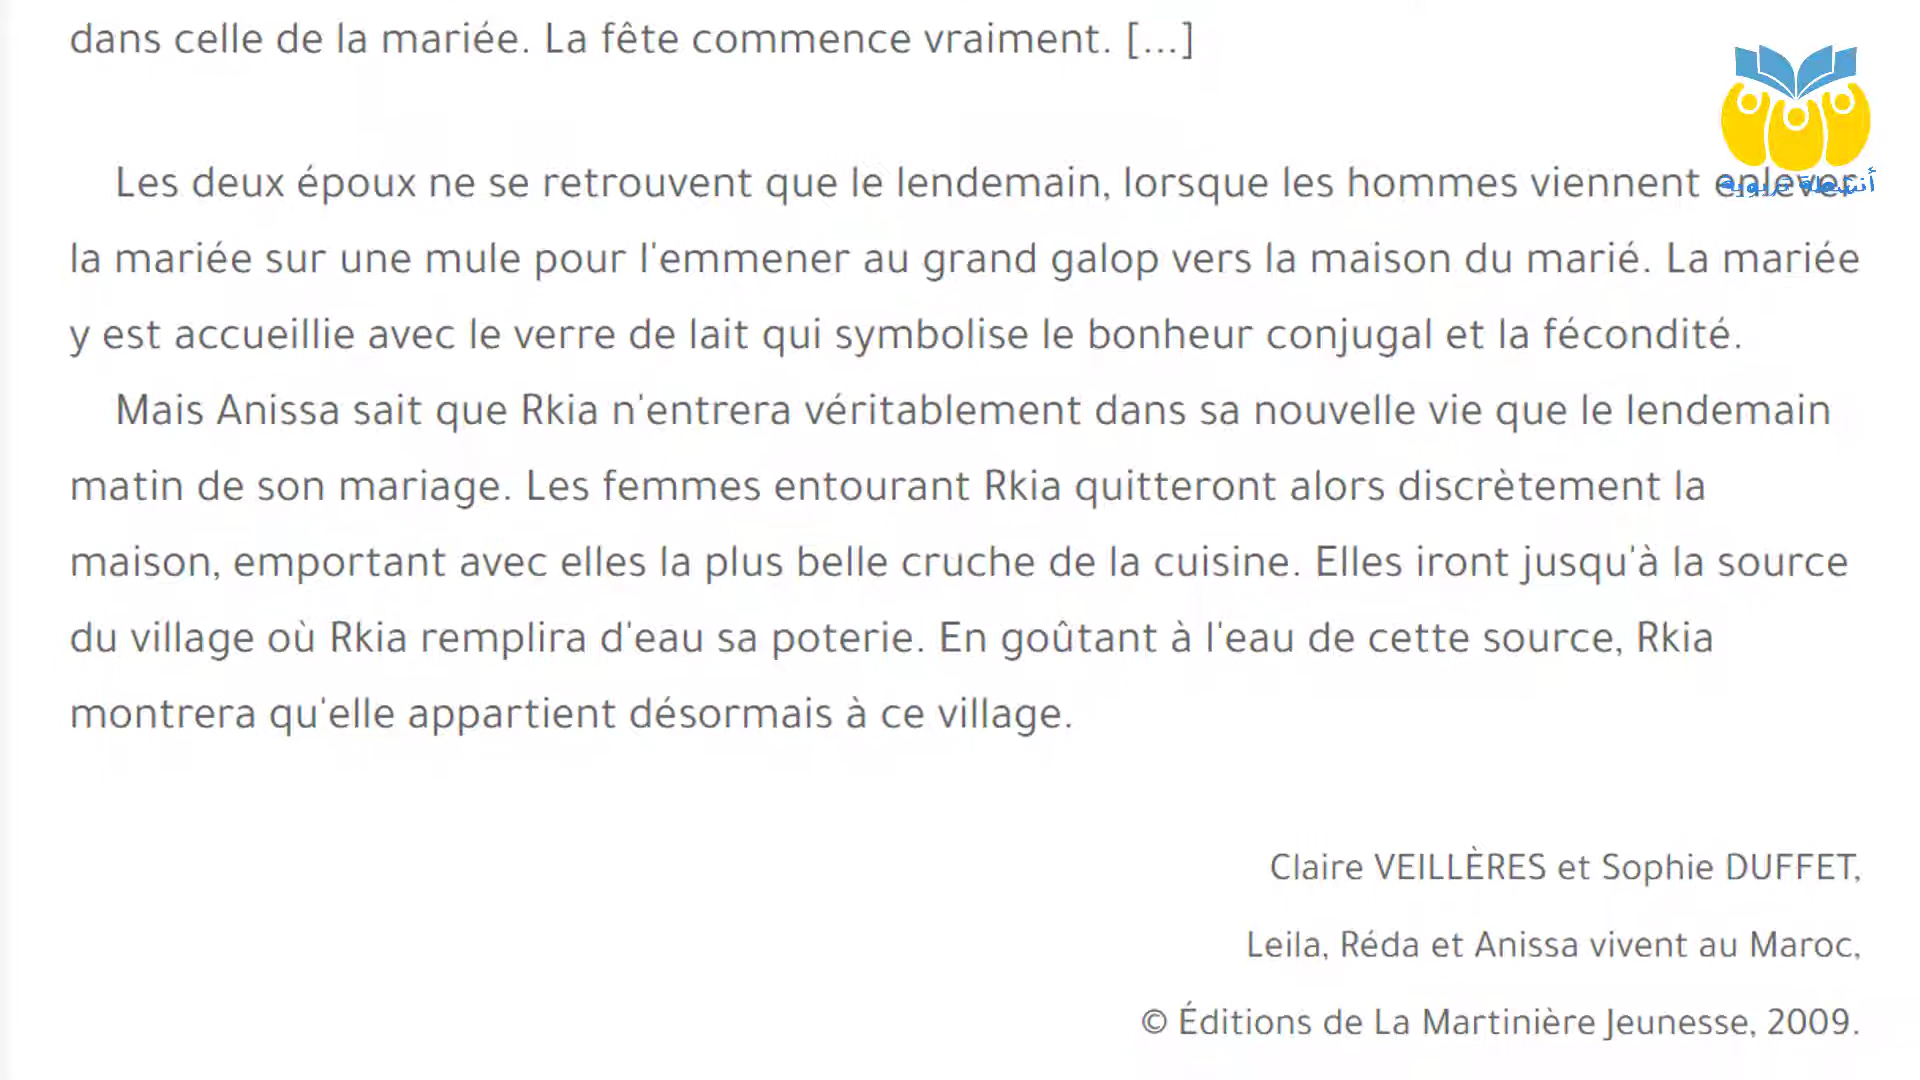 dans celle de la mariée. La fête commence vraiment. [...]
Les deux époux ne se retrouvent que le lendemain, lorsque les hommes viennent enlever
la mariée sur une mule pour l'emmener au grand galop vers la maison du marié. La mariée
y est accueillie avec le verre de lait qui symbolise le bonheur conjugal et la fécondité.
Mais Anissa sait que Rkia n'entrera véritablement dans sa nouvelle vie que le lendemain
matin de son mariage. Les femmes entourant Rkia quitteront alors discrètement la
maison, emportant avec elles la plus belle cruche de la cuisine. Elles iront jusqu'à la source
du village où Rkia remplira d'eau sa poterie. En goûtant à l'eau de cette source, Rkia
montrera qu'elle appartient désormais à ce village.
Claire VEILLÈRES et Sophie DUFFET,
Leila, Réda et Anissa vivent au Maroc,
© Éditions de La Martinière Jeunesse, 2009.
أنشطة تربوية